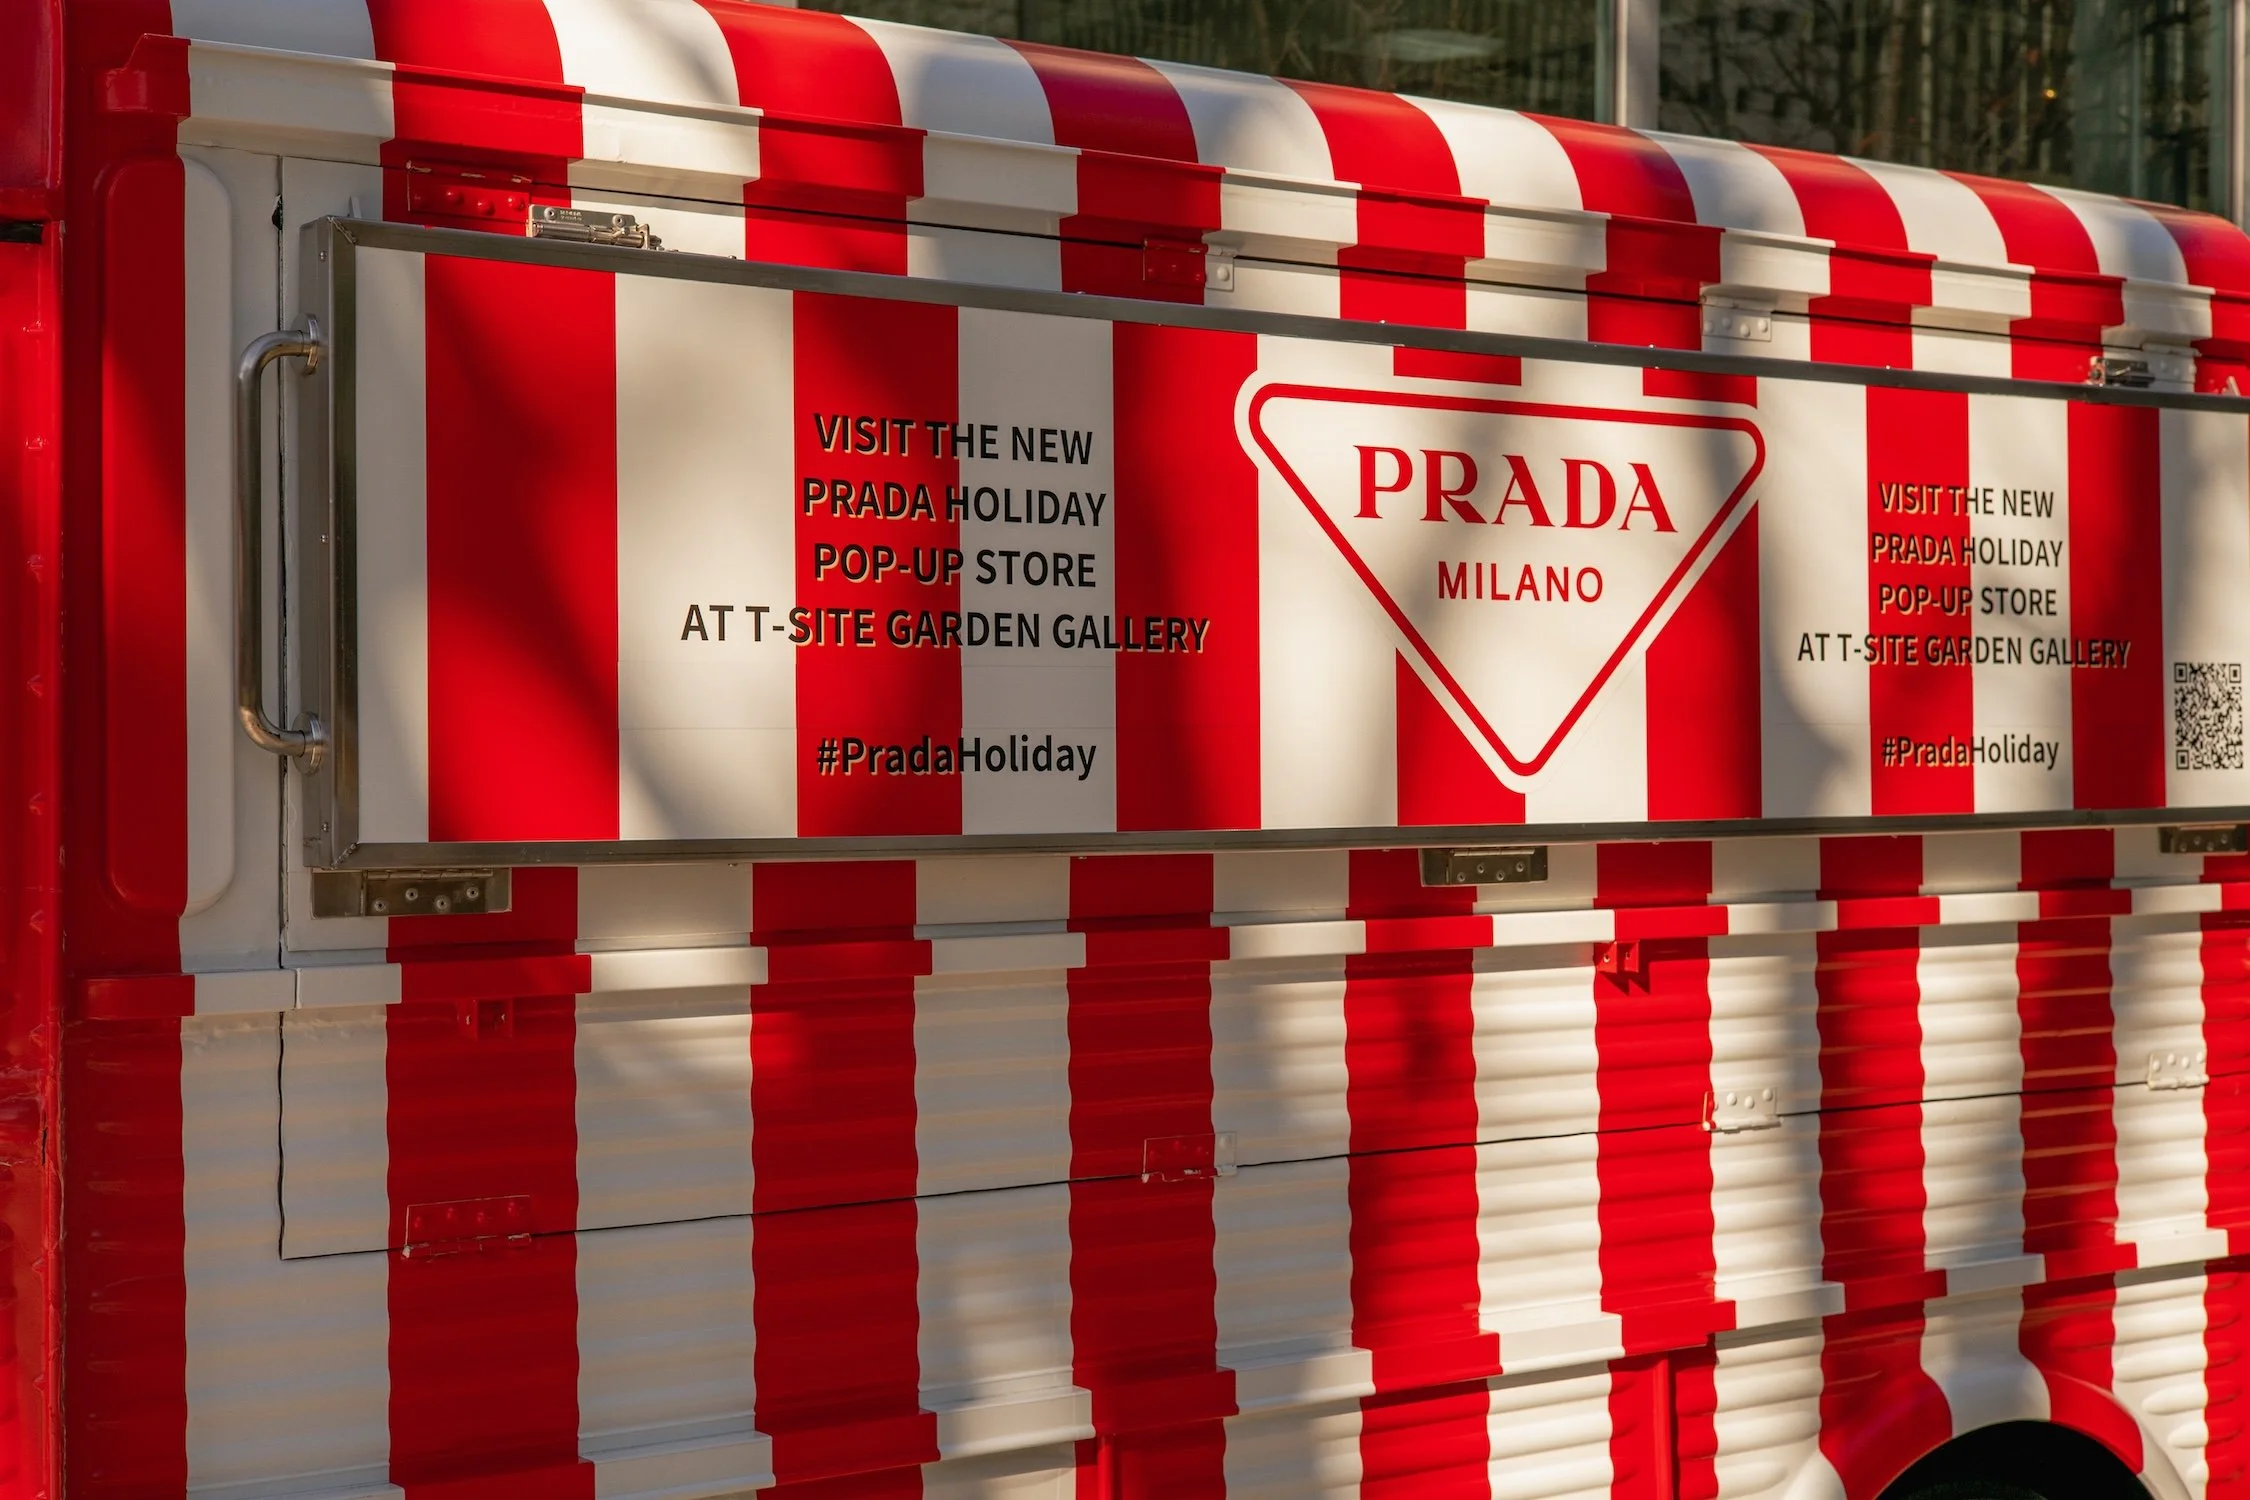 VISIT THE NEW
PRADA HOLIDAY
POP-UP STORE
AT T-SITE GARDEN GALLERY
#PradaHoliday
PRADA
MILANO
VISIT THE NEW
PRADA HOLIDAY
POP-UP STORE
AT T-SITE GARDEN GALLERY
#PradaHoliday